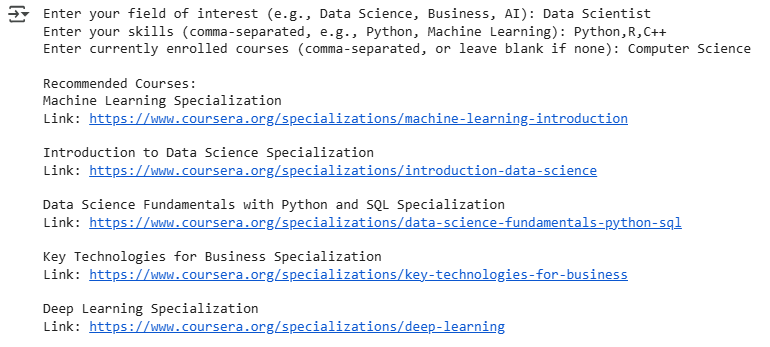 Enter your field of interest (e.g., Data Science, Business, AI): Data Scientist
Enter your skills (comma-separated, e.g., Python, Machine Learning): Python,R,C++
Enter currently enrolled courses (comma-separated, or leave blank if none): Computer Science
Recommended Courses:
Machine Learning Specialization
Link: https://www.coursera.org/specializations/machine-learning-introduction
Introduction to Data Science Specialization
Link: https://www.coursera.org/specializations/introduction-data-science
Data Science Fundamentals with Python and SQL Specialization
Link: https://www.coursera.org/specializations/data-science-fundamentals-python-sql
Key Technologies for Business Specialization
Link: https://www.coursera.org/specializations/key-technologies-for-business
Deep Learning Specialization
Link: https://www.coursera.org/specializations/deep-learning